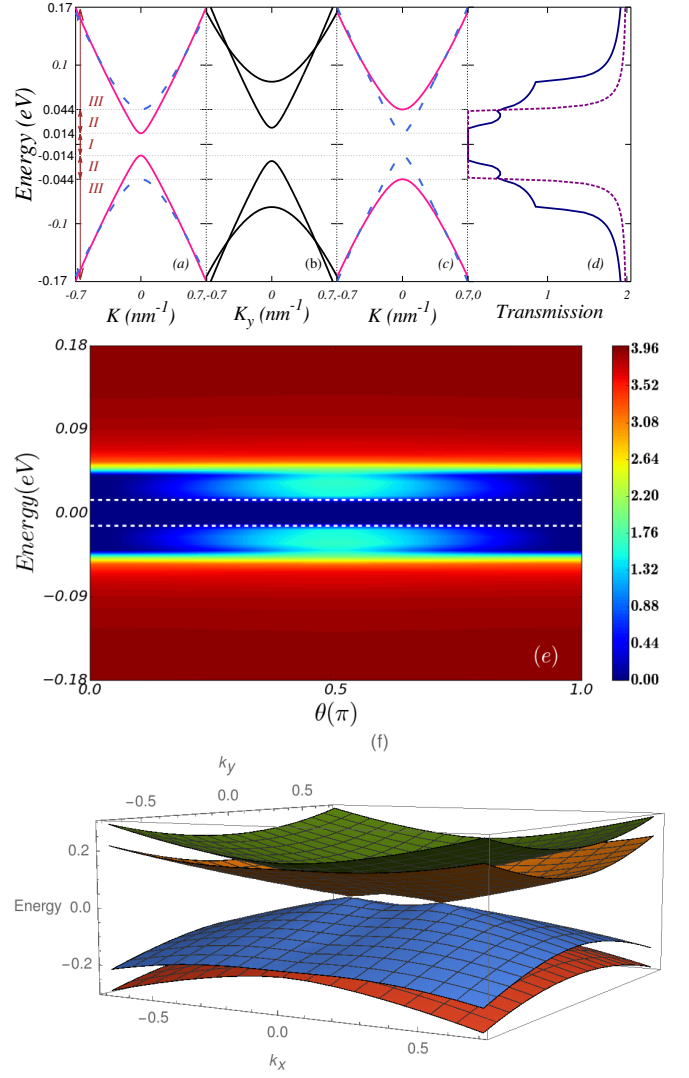 0.17
0.1
0.044
0.014
-0.014
-0.044
-0.1
-0.17
Energy (eV)
III
II
I
II
III
(a) (b) (c) (d)
-0.7 0 0.7,-0.7 0 0.7,-0.7 0 0.7,0 1 2
K (nm⁻¹) K_y (nm⁻¹) K (nm⁻¹) Transmission
0.18
0.09
0.00
−0.09
−0.18
Energy(eV)
(e)
0.0 0.5 1.0
θ(π)
3.96
3.52
3.08
2.64
2.20
1.76
1.32
0.88
0.44
0.00
(f)
k_y
−0.5 0.0 0.5
0.2
Energy 0.0
−0.2
−0.5 0.0 0.5
k_x